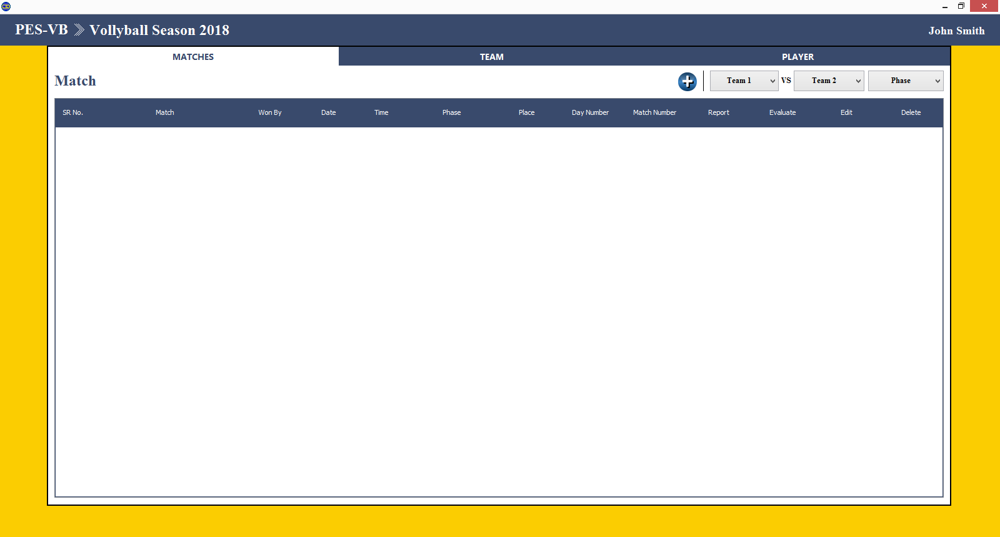 PES-VB Vollyball Season 2018
John Smith
MATCHES TEAM PLAYER
Match
Team 1 VS Team 2 Phase
SR No. Match Won By Date Time Phase Place Day Number Match Number Report Evaluate Edit Delete